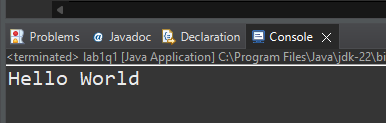 Problems Javadoc Declaration Console
<terminated> lab1q1 [Java Application] C:\Program Files\Java\jdk-22\bi
Hello World